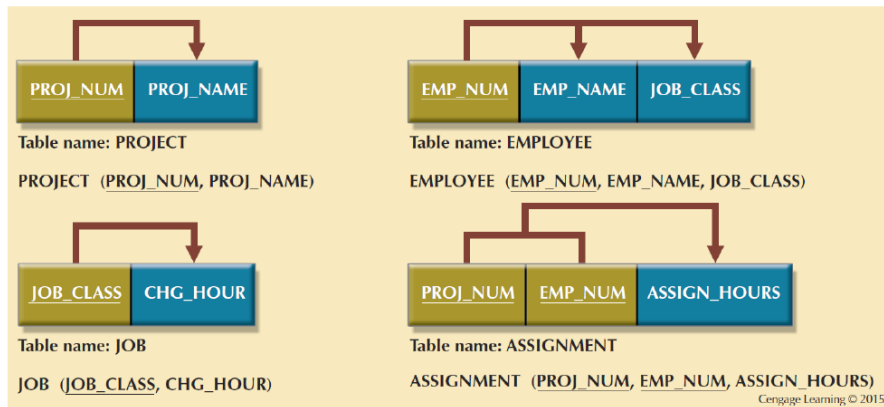 PROJ_NUM PROJ_NAME
Table name: PROJECT
PROJECT (PROJ_NUM, PROJ_NAME)
EMP_NUM EMP_NAME JOB_CLASS
Table name: EMPLOYEE
EMPLOYEE (EMP_NUM, EMP_NAME, JOB_CLASS)
JOB_CLASS CHG_HOUR
Table name: JOB
JOB (JOB_CLASS, CHG_HOUR)
PROJ_NUM EMP_NUM ASSIGN_HOURS
Table name: ASSIGNMENT
ASSIGNMENT (PROJ_NUM, EMP_NUM, ASSIGN_HOURS)
Cengage Learning © 2015